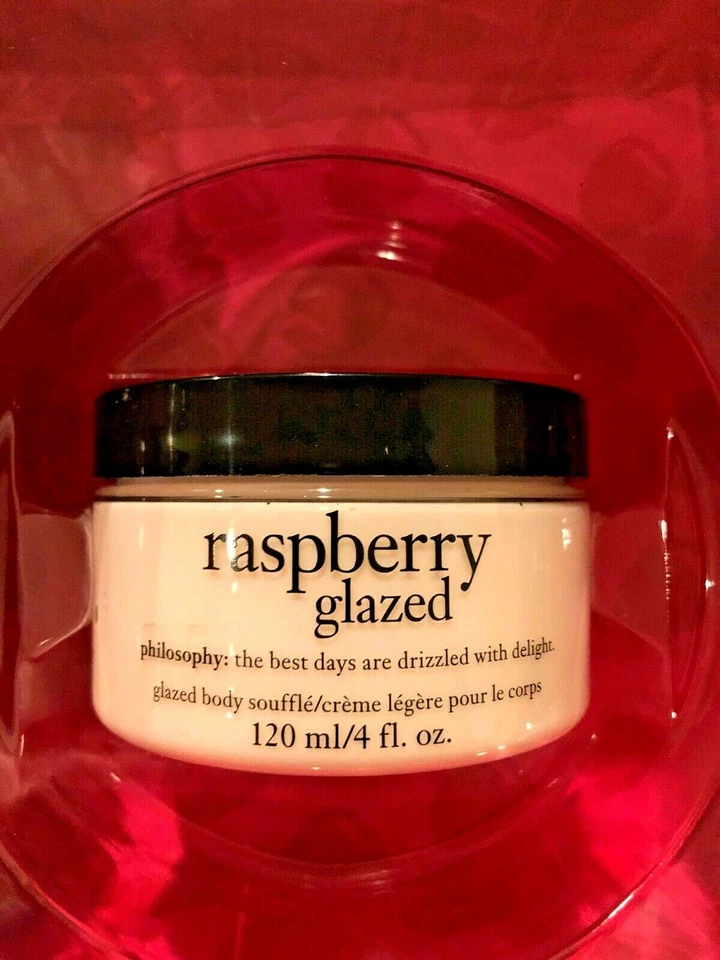 raspberry
glazed
philosophy: the best days are drizzled with delight.
glazed body soufflé/crème légère pour le corps
120 ml/4 fl. oz.